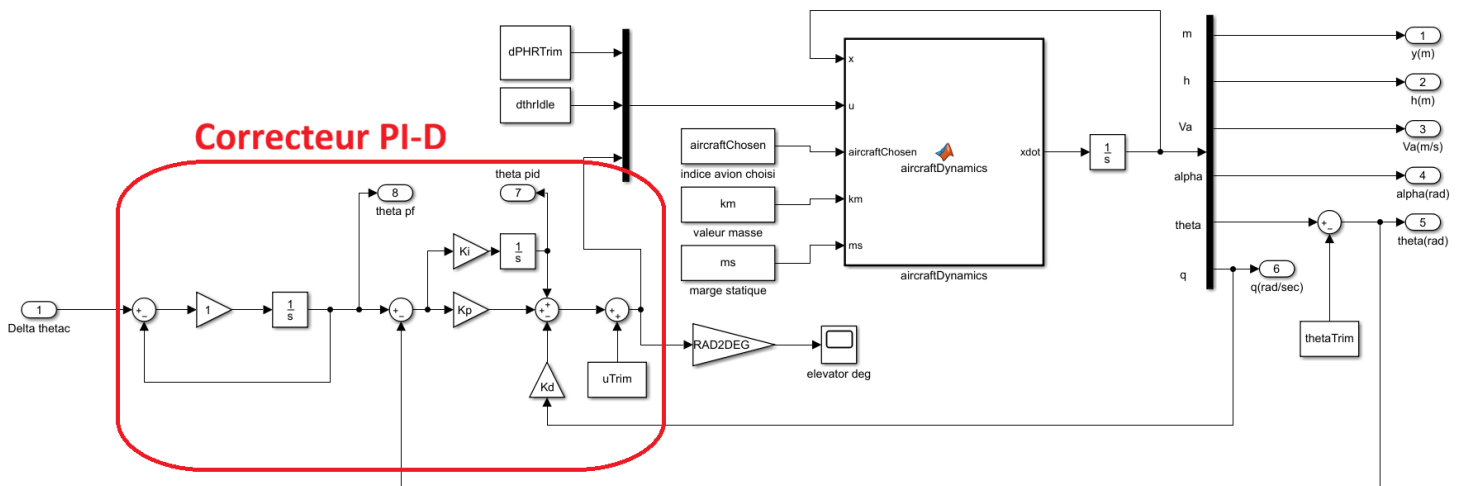 Correcteur PI-D
1
Delta thetac
+
−
1
1
s
8
theta pf
+
−
Ki
1
s
theta pid
7
Kp
+
+
−
Kd
+
+
uTrim
RAD2DEG
elevator deg
dPHRTrim
dthrIdle
aircraftChosen
indice avion choisi
km
valeur masse
ms
marge statique
x
u
aircraftChosen
km
ms
aircraftDynamics
xdot
aircraftDynamics
1
s
m
h
Va
alpha
theta
q
1
y(m)
2
h(m)
3
Va(m/s)
4
alpha(rad)
+
−
5
theta(rad)
6
q(rad/sec)
thetaTrim